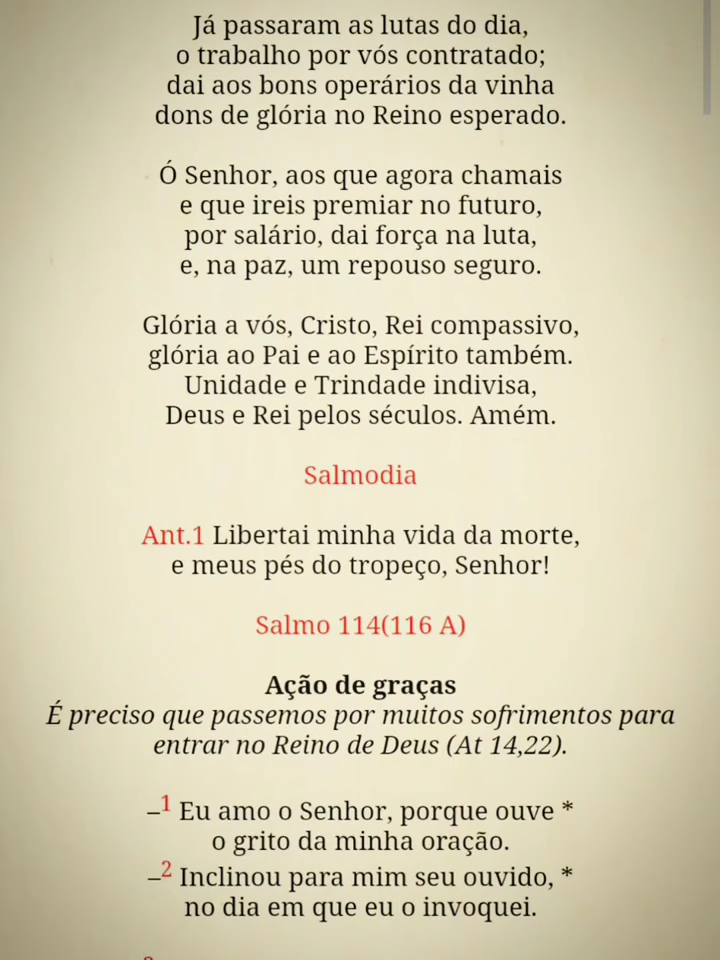 Já passaram as lutas do dia,
o trabalho por vós contratado;
dai aos bons operários da vinha
dons de glória no Reino esperado.
Ó Senhor, aos que agora chamais
e que ireis premiar no futuro,
por salário, dai força na luta,
e, na paz, um repouso seguro.
Glória a vós, Cristo, Rei compassivo,
glória ao Pai e ao Espírito também.
Unidade e Trindade indivisa,
Deus e Rei pelos séculos. Amém.
Salmodia
Ant.1 Libertai minha vida da morte,
e meus pés do tropeço, Senhor!
Salmo 114(116 A)
Ação de graças
É preciso que passemos por muitos sofrimentos para
entrar no Reino de Deus (At 14,22).
–1 Eu amo o Senhor, porque ouve *
o grito da minha oração.
–2 Inclinou para mim seu ouvido, *
no dia em que eu o invoquei.